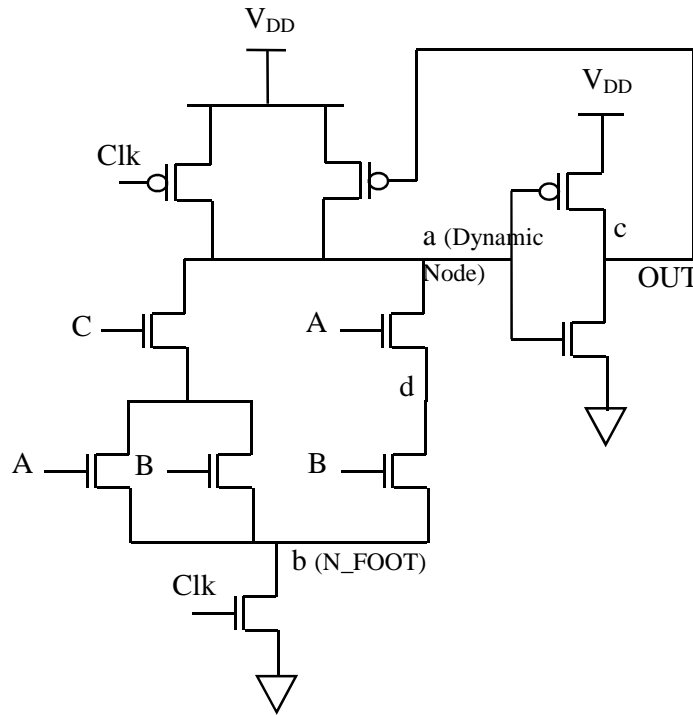 VDD
VDD
Clk
a (Dynamic
Node)
c
OUT
C
A
d
A
B
B
b (N_FOOT)
Clk